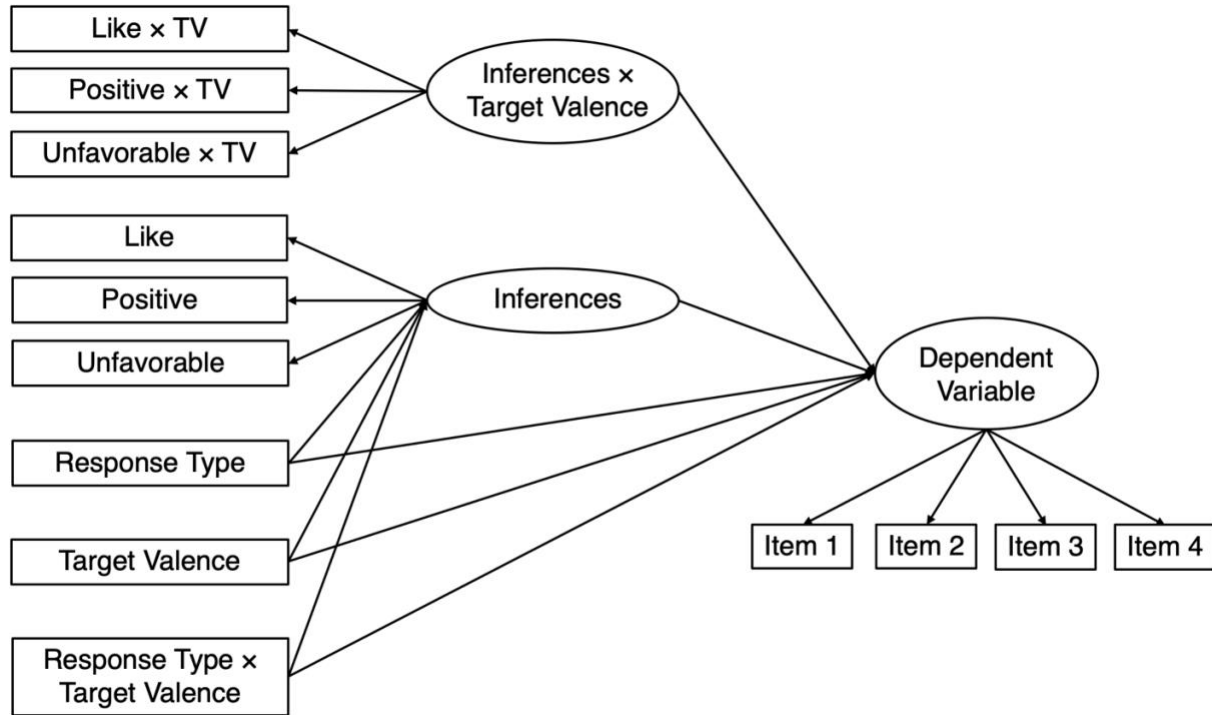 Like × TV
Positive × TV
Unfavorable × TV
Inferences ×
Target Valence
Like
Positive
Unfavorable
Inferences
Response Type
Target Valence
Response Type ×
Target Valence
Dependent
Variable
Item 1
Item 2
Item 3
Item 4